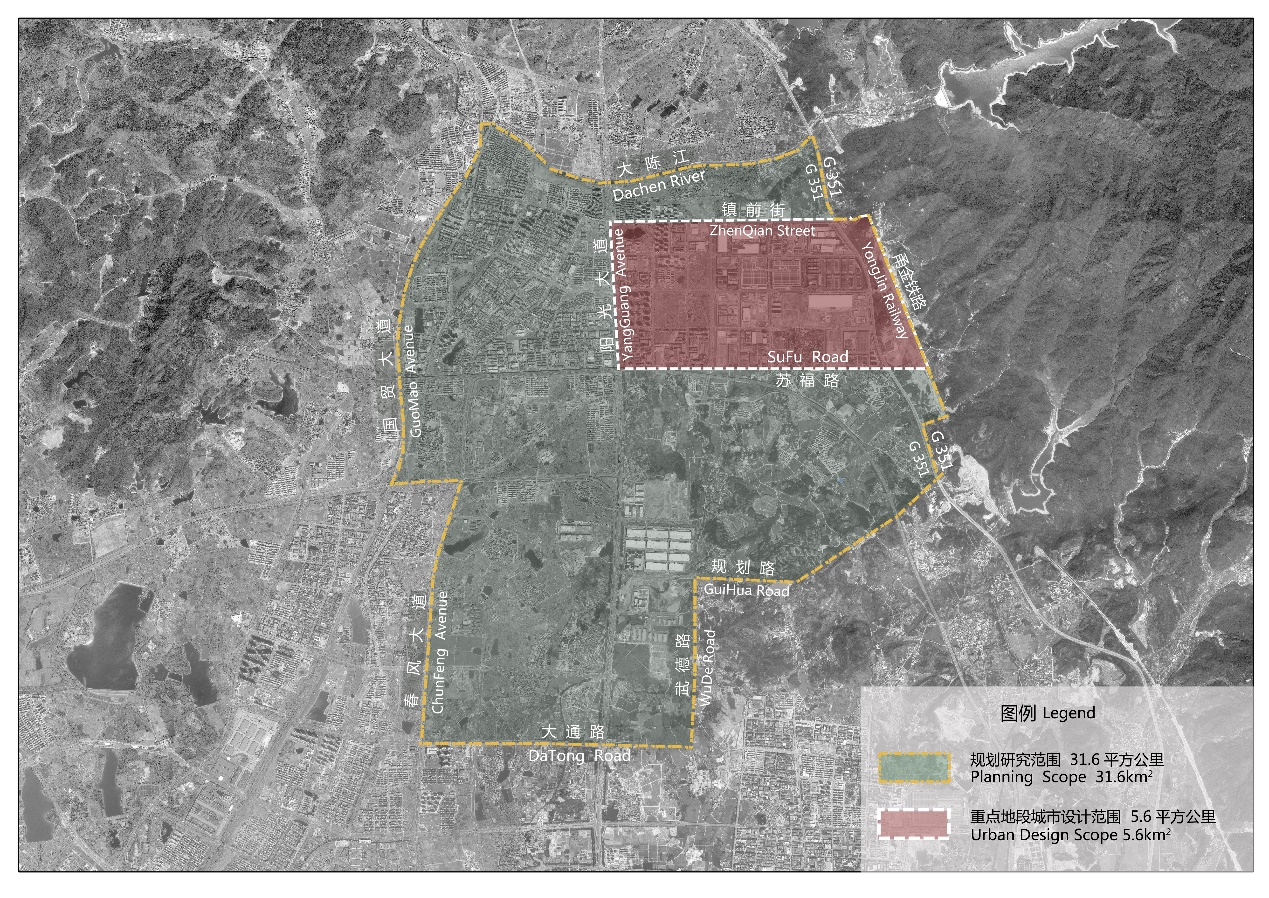 大陈江
Dachen River
G 351
G 351
镇前街
ZhenQian Street
阳光大道
YangGuang Avenue
甬金铁路
YongJin Railway
SuFu Road
苏福路
国贸大道
GuoMao Avenue
G 351
G 351
规划路
GuiHua Road
春风大道
ChunFeng Avenue
武德路
WuDe Road
大通路
DaTong Road
图例 Legend
规划研究范围 31.6 平方公里
Planning Scope 31.6km²
重点地段城市设计范围 5.6 平方公里
Urban Design Scope 5.6km²